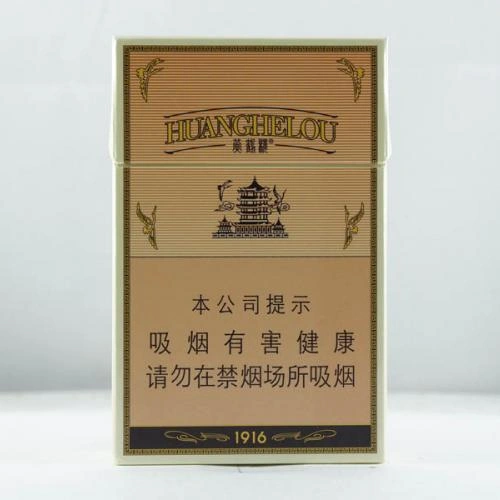 HUANGHELOU
黄鹤楼®
本公司提示
吸烟有害健康
请勿在禁烟场所吸烟
1916